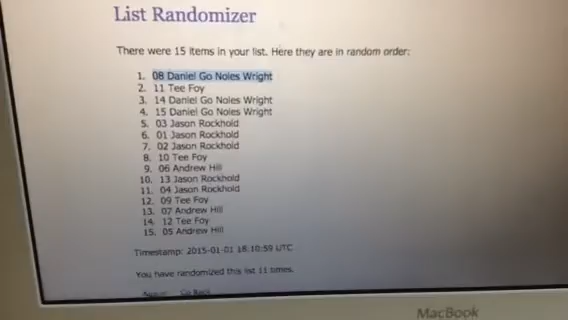 List Randomizer
There were 15 items in your list. Here they are in random order:
1. 08 Daniel Go Noles Wright
2. 11 Tee Foy
3. 14 Daniel Go Noles Wright
4. 15 Daniel Go Noles Wright
5. 03 Jason Rockhold
6. 01 Jason Rockhold
7. 02 Jason Rockhold
8. 10 Tee Foy
9. 06 Andrew Hill
10. 13 Jason Rockhold
11. 04 Jason Rockhold
12. 09 Tee Foy
13. 07 Andrew Hill
14. 12 Tee Foy
15. 05 Andrew Hill
Timestamp: 2015-01-01 18:10:59 UTC
You have randomized this list 11 times.
Again! Go Back
MacBook